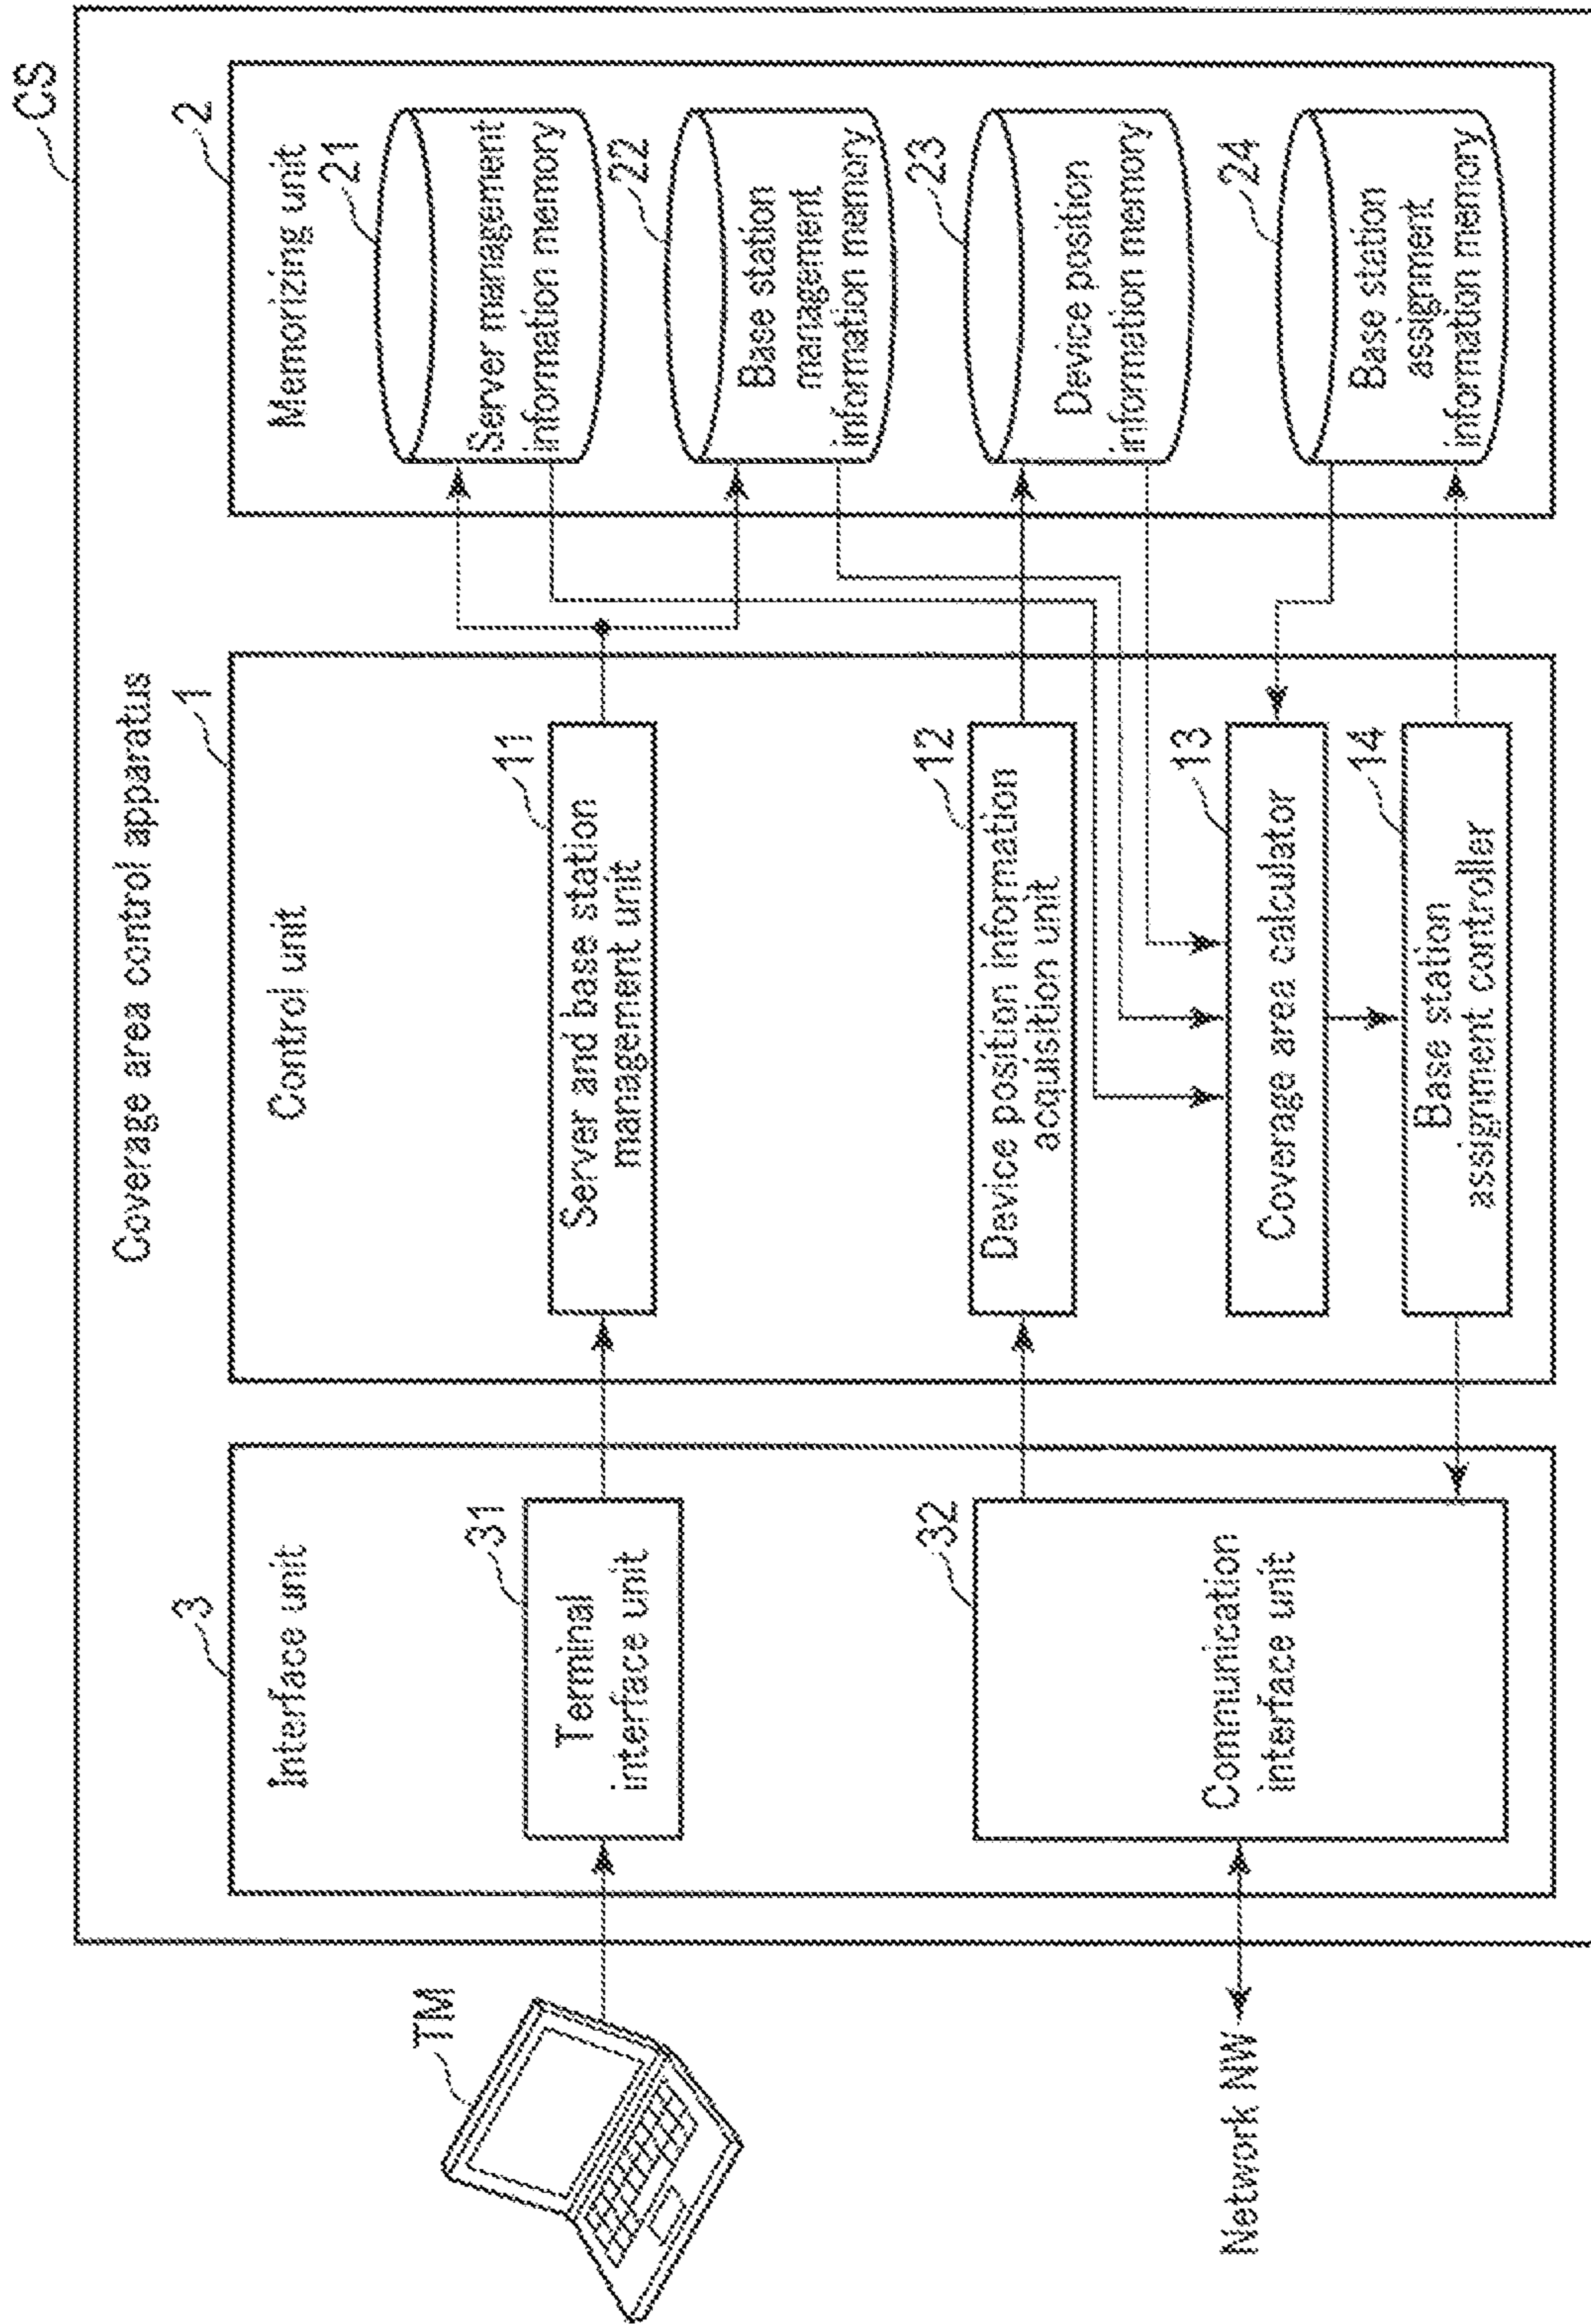 CS
Coverage area control apparatus
3
Interface unit
31
Terminal
interface unit
32
Communication
interface unit
TM
Network NW
1
Control unit
11
Server and base station
management unit
12
Device position information
acquisition unit
13
Coverage area calculator
14
Base station
assignment controller
2
Memorizing unit
21
Server management
information memory
22
Base station
management
information memory
23
Device position
information memory
24
Base station
assignment
information memory